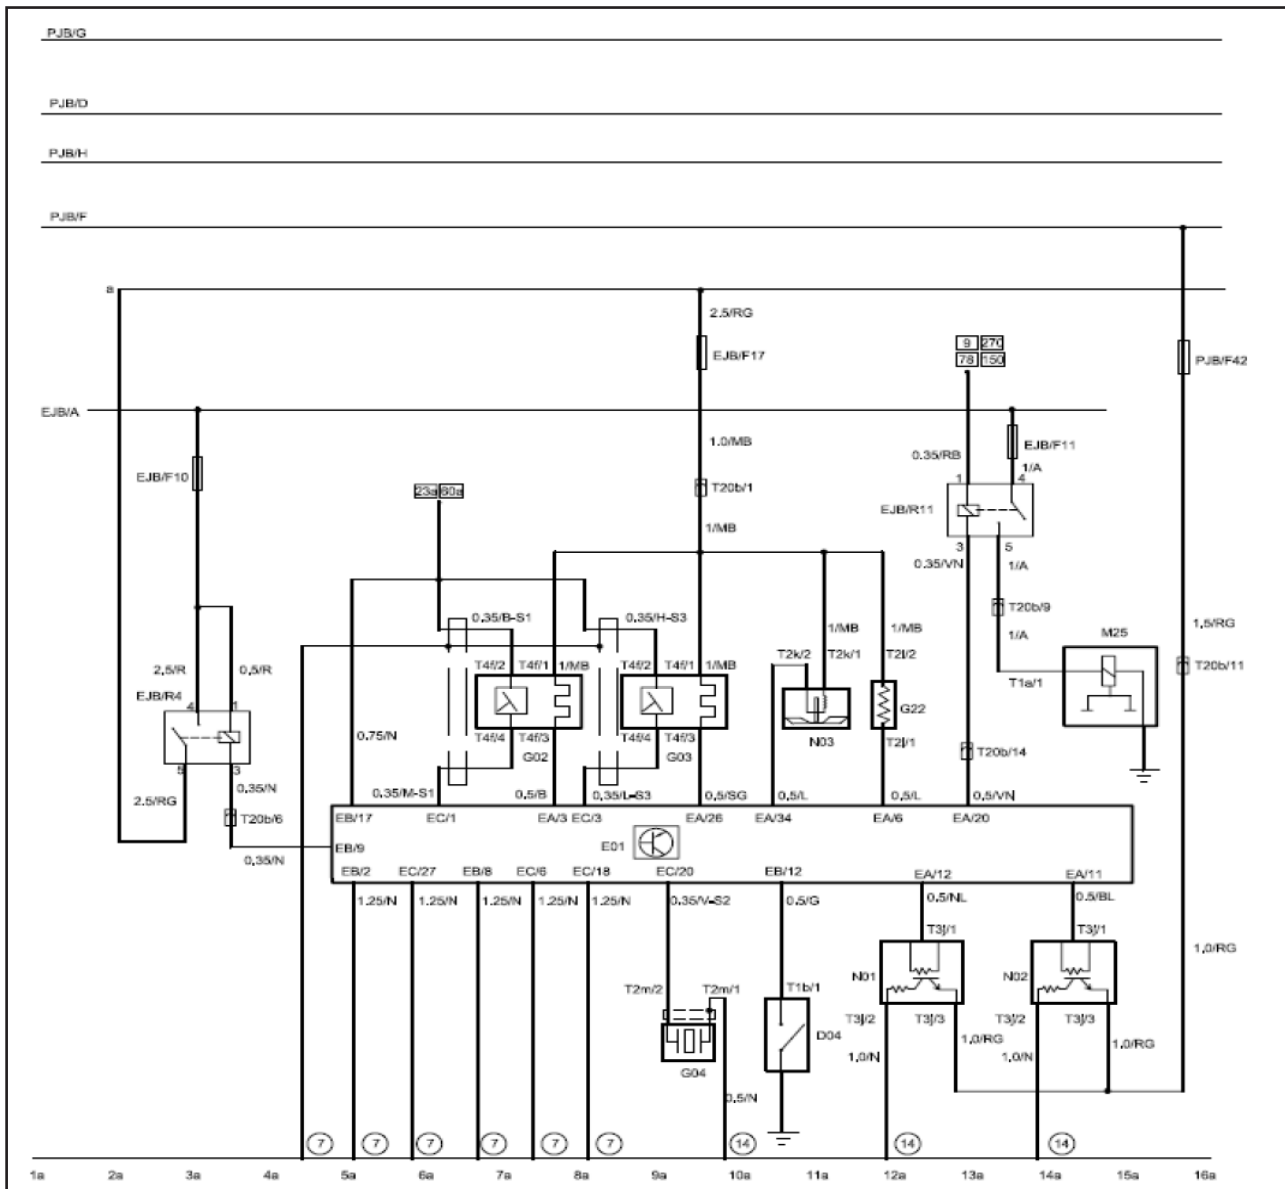 PJB/G
PJB/D
PJB/H
PJB/F
a
2.5/RG
EJB/F17
9 270
78 150
PJB/F42
EJB/A
1.0/MB
EJB/F11
0.35/RB
1/A
EJB/F10
T20b/1
1 4
23a 60a
EJB/R11
1/MB
3 5
0.35/VN
1/A
T20b/9
0,35/B-S1
0,35/H-S3
1/MB
1/MB
1/A
M25
1,5/RG
2,5/R
0,5/R
T4f/2 T4f/1 1/MB
T4f/2 T4f/1 1/MB
T2k/2 T2k/1
T2l/2
T20b/11
T1a/1
EJB/R4
4 1
G22
0.75/N
T4f/4 T4f/3
T4f/4 T4f/3
N03
T2l/1
G02
G03
T20b/14
5 3
0,35/N
2.5/RG
0,35/M-S1
0,5/B
0,35/L-S3
0,5/SG
0,5/L
0,5/L
0,5/VN
T20b/6
EB/17 EC/1 EA/3 EC/3 EA/26 EA/34 EA/6 EA/20
E01
EB/9
0,35/N
EB/2 EC/27 EB/8 EC/6 EC/18 EC/20 EB/12 EA/12 EA/11
1.25/N 1.25/N 1.25/N 1.25/N 1.25/N 0.35/V-S2 0.5/G 0.5/NL 0.5/BL
T3j/1 T3j/1
1,0/RG
N01 N02
T2m/2 T2m/1 T1b/1
T3j/2 T3j/3 T3j/2 T3j/3
D04
1,0/RG 1,0/RG
1,0/N 1,0/N
G04
0,5/N
7 7 7 7 7 7 14 14 14
1a 2a 3a 4a 5a 6a 7a 8a 9a 10a 11a 12a 13a 14a 15a 16a